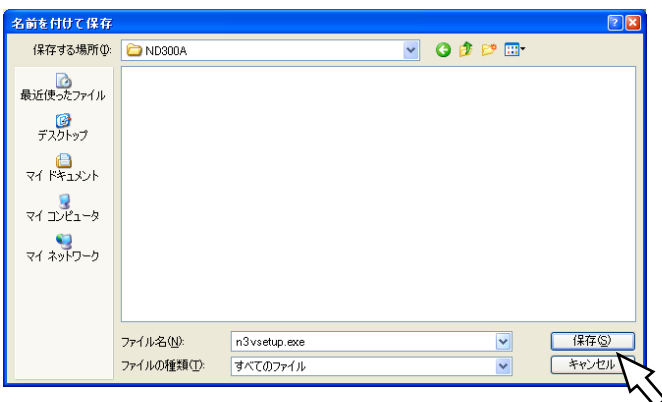 名前を付けて保存
保存する場所(I):
ND300A
最近使ったファイル
デスクトップ
マイ ドキュメント
マイ コンピュータ
マイ ネットワーク
ファイル名(N):
n3vsetup.exe
保存(S)
ファイルの種類(T):
すべてのファイル
キャンセル